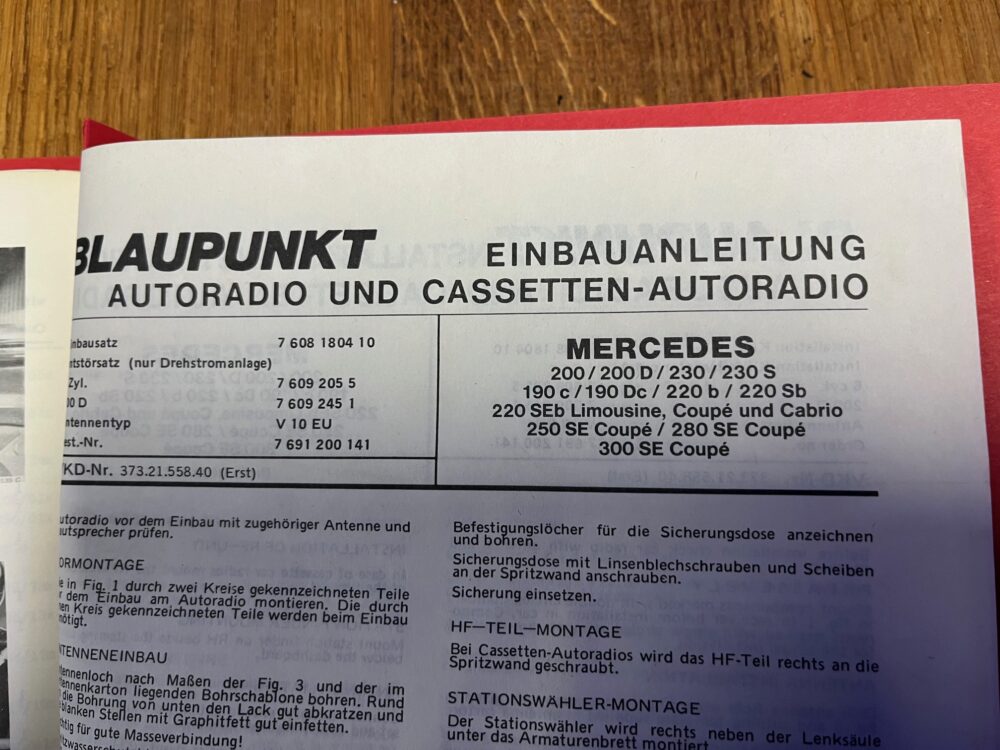 BLAUPUNKT EINBAUANLEITUNG
AUTORADIO UND CASSETTEN-AUTORADIO
7 608 1804 10
(nur Drehstromanlage)
Zyl. 7 609 205 5
D 7 609 245 1
V 10 EU
7 691 200 141
KD-Nr. 373.21.558.40 (Erst)
MERCEDES
200 / 200 D / 230 / 230 S
190 c / 190 Dc / 220 b / 220 Sb
220 SEb Limousine, Coupé und Cabrio
250 SE Coupé / 280 SE Coupé
300 SE Coupé
utoradio vor dem Einbau mit zugehöriger Antenne und
autsprecher prüfen.
ORMONTAGE
e in Fig. 1 durch zwei Kreise gekennzeichneten Teile
r dem Einbau am Autoradio montieren. Die durch
en Kreis gekennzeichneten Teile werden beim Einbau
nötigt.
NTENNENEINBAU
ennenloch nach Maßen der Fig. 3 und der im
ennenkarton liegenden Bohrschablone bohren. Rund
die Bohrung von unten den Lack gut abkratzen und
blanken Stellen mit Graphitfett gut einfetten.
htig für gute Masseverbindung!
Befestigungslöcher für die Sicherungsdose anzeichnen
und bohren.
Sicherungsdose mit Linsenblechschrauben und Scheiben
an der Spritzwand anschrauben.
Sicherung einsetzen.
HF–TEIL–MONTAGE
Bei Cassetten-Autoradios wird das HF-Teil rechts an die
Spritzwand geschraubt.
STATIONSWÄHLER-MONTAGE
Der Stationswähler wird rechts neben der Lenksäule
unter das Armaturenbrett montiert.